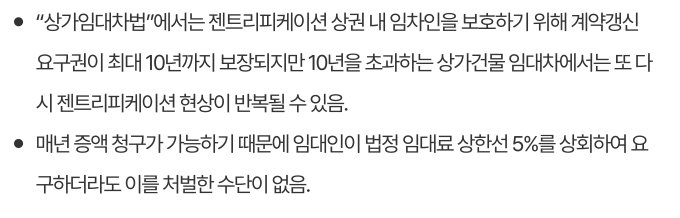 • “상가임대차법”에서는 젠트리피케이션 상권 내 임차인을 보호하기 위해 계약갱신
요구권이 최대 10년까지 보장되지만 10년을 초과하는 상가건물 임대차에서는 또 다
시 젠트리피케이션 현상이 반복될 수 있음.
• 매년 증액 청구가 가능하기 때문에 임대인이 법정 임대료 상한선 5%를 상회하여 요
구하더라도 이를 처벌한 수단이 없음.